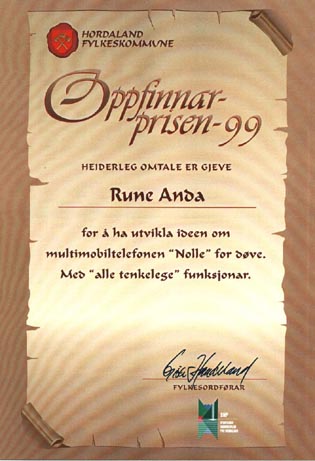 HORDALAND
FYLKESKOMMUNE
Oppfinnar-
prisen-99
HEIDERLEG OMTALE ER GJEVE
Rune Anda
for å ha utvikla ideen om
multimobiltelefonen "Nolle" for døve.
Med "alle tenkelege" funksjonar.
FYLKESORDFØRAR